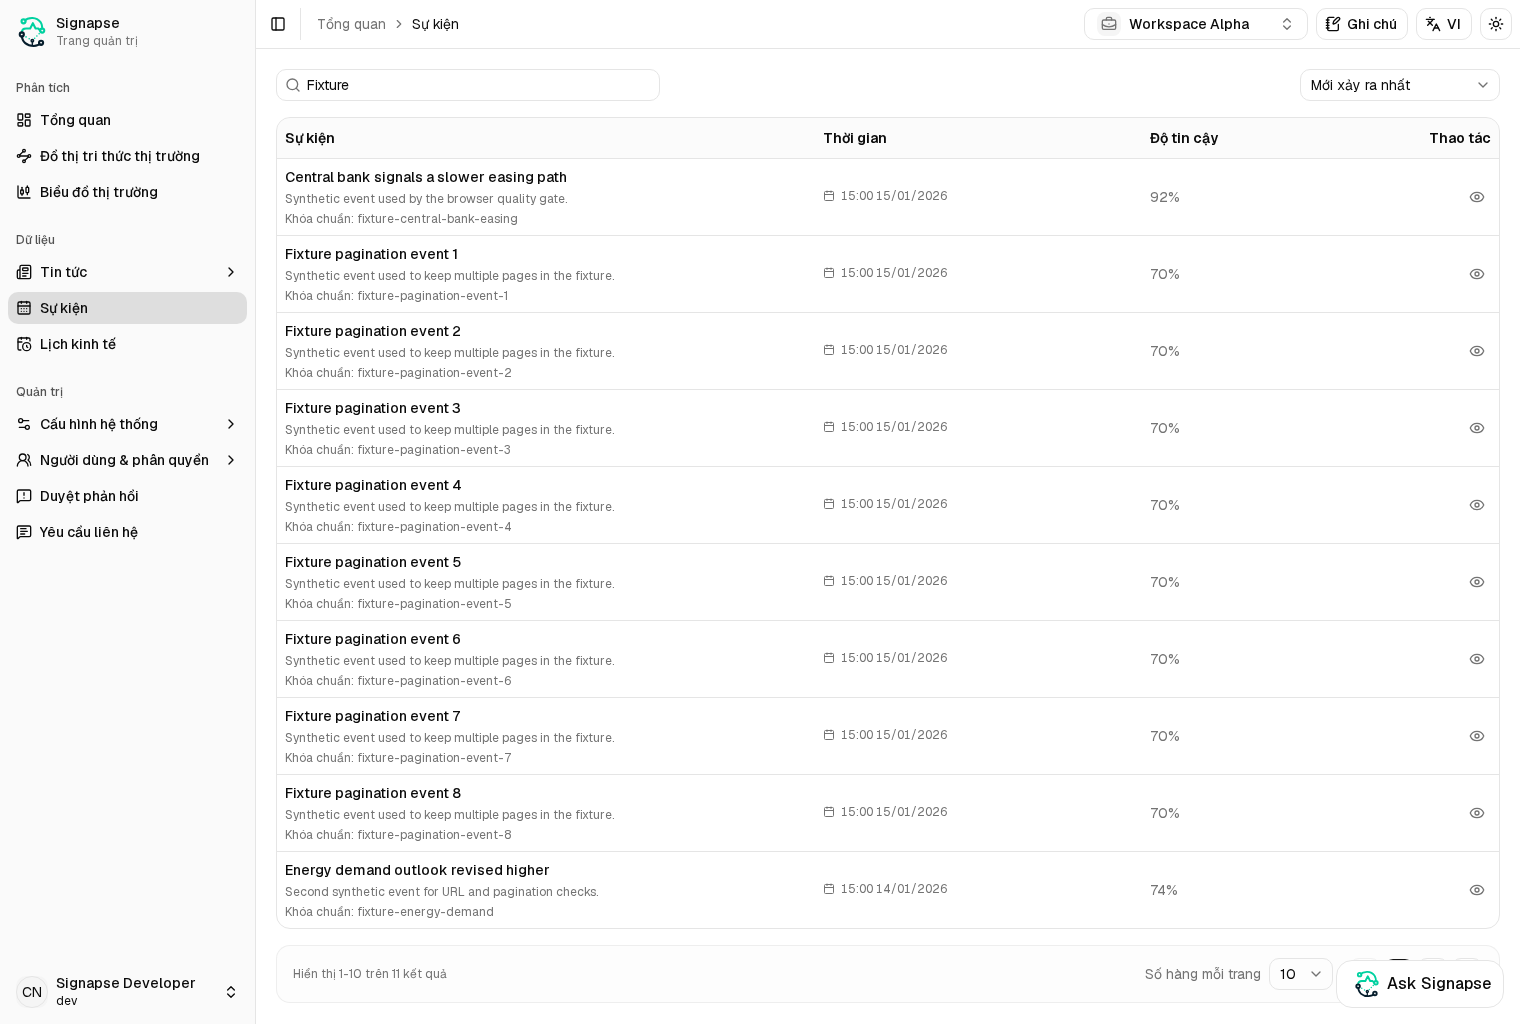 Signapse
Trang quản trị
Phân tích
Tổng quan
Đồ thị tri thức thị trường
Biểu đồ thị trường
Dữ liệu
Tin tức
Sự kiện
Lịch kinh tế
Quản trị
Cấu hình hệ thống
Người dùng & phân quyền
Duyệt phản hồi
Yêu cầu liên hệ
CN
Signapse Developer
dev
Tổng quan
Sự kiện
Workspace Alpha
Ghi chú
VI
Fixture
Mới xảy ra nhất
Sự kiện Thời gian Độ tin cậy Thao tác
Central bank signals a slower easing path
Synthetic event used by the browser quality gate.
Khóa chuẩn: fixture-central-bank-easing
15:00 15/01/2026
92%
Fixture pagination event 1
Synthetic event used to keep multiple pages in the fixture.
Khóa chuẩn: fixture-pagination-event-1
15:00 15/01/2026
70%
Fixture pagination event 2
Synthetic event used to keep multiple pages in the fixture.
Khóa chuẩn: fixture-pagination-event-2
15:00 15/01/2026
70%
Fixture pagination event 3
Synthetic event used to keep multiple pages in the fixture.
Khóa chuẩn: fixture-pagination-event-3
15:00 15/01/2026
70%
Fixture pagination event 4
Synthetic event used to keep multiple pages in the fixture.
Khóa chuẩn: fixture-pagination-event-4
15:00 15/01/2026
70%
Fixture pagination event 5
Synthetic event used to keep multiple pages in the fixture.
Khóa chuẩn: fixture-pagination-event-5
15:00 15/01/2026
70%
Fixture pagination event 6
Synthetic event used to keep multiple pages in the fixture.
Khóa chuẩn: fixture-pagination-event-6
15:00 15/01/2026
70%
Fixture pagination event 7
Synthetic event used to keep multiple pages in the fixture.
Khóa chuẩn: fixture-pagination-event-7
15:00 15/01/2026
70%
Fixture pagination event 8
Synthetic event used to keep multiple pages in the fixture.
Khóa chuẩn: fixture-pagination-event-8
15:00 15/01/2026
70%
Energy demand outlook revised higher
Second synthetic event for URL and pagination checks.
Khóa chuẩn: fixture-energy-demand
15:00 14/01/2026
74%
Hiển thị 1-10 trên 11 kết quả
Số hàng mỗi trang
10
Ask Signapse